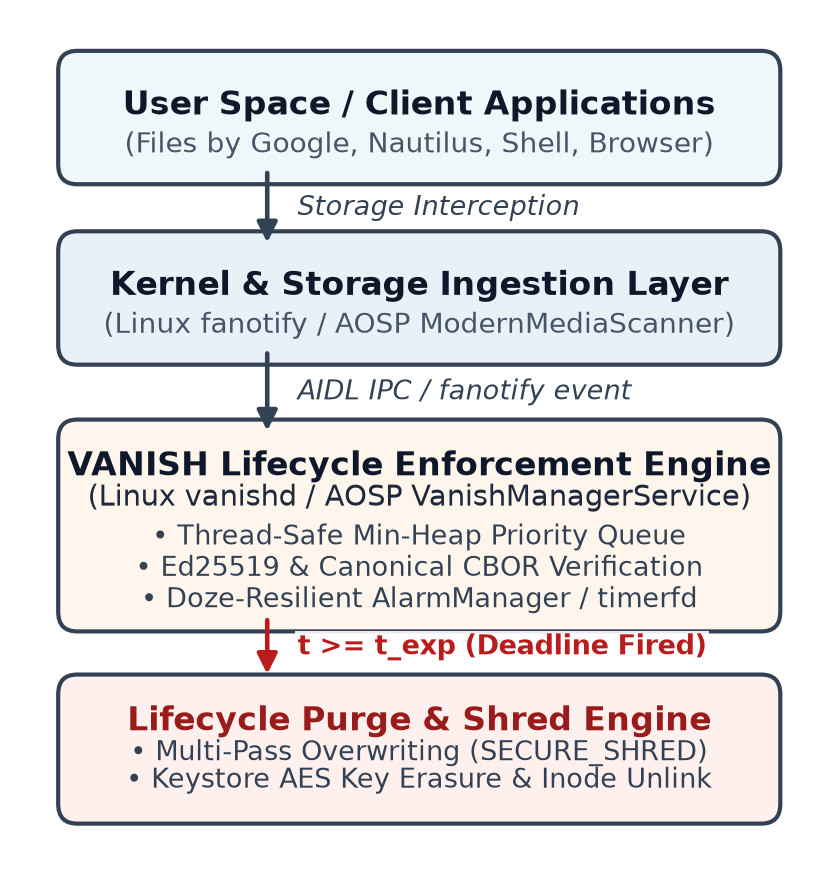 User Space / Client Applications
(Files by Google, Nautilus, Shell, Browser)
Storage Interception
Kernel & Storage Ingestion Layer
(Linux fanotify / AOSP ModernMediaScanner)
AIDL IPC / fanotify event
VANISH Lifecycle Enforcement Engine
(Linux vanishd / AOSP VanishManagerService)
• Thread-Safe Min-Heap Priority Queue
• Ed25519 & Canonical CBOR Verification
• Doze-Resilient AlarmManager / timerfd
t >= t_exp (Deadline Fired)
Lifecycle Purge & Shred Engine
• Multi-Pass Overwriting (SECURE_SHRED)
• Keystore AES Key Erasure & Inode Unlink